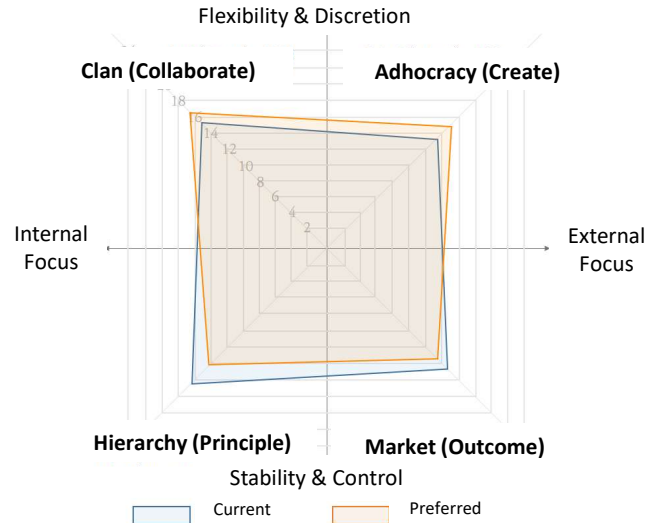 Flexibility & Discretion
Clan (Collaborate)
Adhocracy (Create)
18
6
14
12
10
8
6
4
2
Internal
Focus
External
Focus
Hierarchy (Principle)
Market (Outcome)
Stability & Control
Current
Preferred